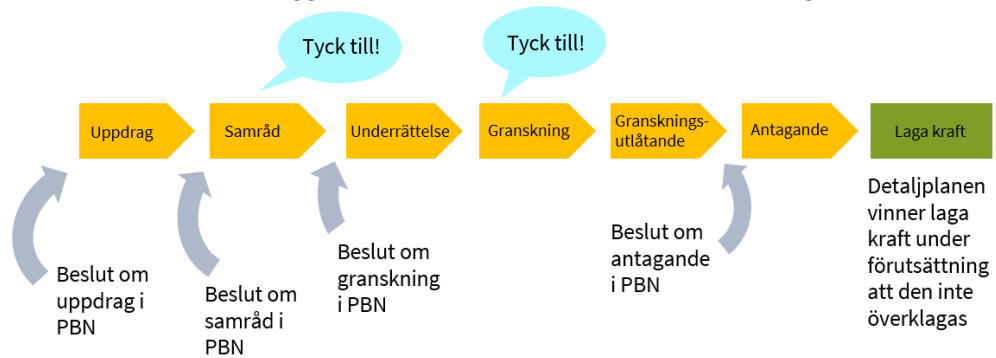 Tyck till!
Tyck till!
Uppdrag
Samråd
Underrättelse
Granskning
Gransknings-
utlåtande
Antagande
Laga kraft
Beslut om
uppdrag i
PBN
Beslut om
samråd i
PBN
Beslut om
granskning
i PBN
Beslut om
antagande
i PBN
Detaljplanen
vinner laga
kraft under
förutsättning
att den inte
överklagas